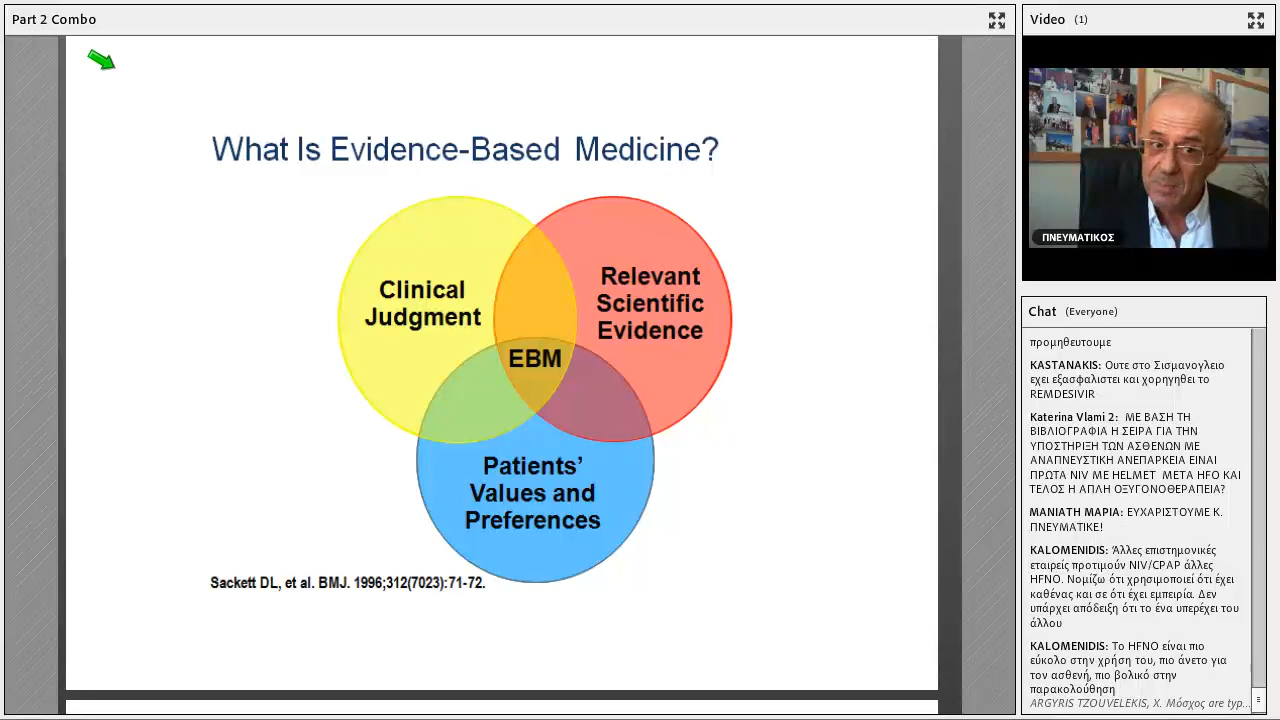 Part 2 Combo
What Is Evidence-Based Medicine?
Clinical
Judgment
Relevant
Scientific
Evidence
EBM
Patients’
Values and
Preferences
Sackett DL, et al. BMJ. 1996;312(7023):71-72.
Video (1)
ΠΝΕΥΜΑΤΙΚΟΣ
Chat (Everyone)
προμηθευτουμε
KASTANAKIS: Ουτε στο Σισμανογλειο
εχει εξασφαλιστει και χορηγηθει το
REMDESIVIR
Katerina Vlami 2: ΜΕ ΒΑΣΗ ΤΗ
ΒΙΒΛΙΟΓΡΑΦΙΑ Η ΣΕΙΡΑ ΓΙΑ ΤΗΝ
ΥΠΟΣΤΗΡΙΞΗ ΤΩΝ ΑΣΘΕΝΩΝ ΜΕ
ΑΝΑΠΝΕΥΣΤΙΚΗ ΑΝΕΠΑΡΚΕΙΑ ΕΙΝΑΙ
ΠΡΩΤΑ NIV ΜΕ HELMET ΜΕΤΑ HFO ΚΑΙ
ΤΕΛΟΣ Η ΑΠΛΗ ΟΞΥΓΟΝΟΘΕΡΑΠΕΙΑ?
ΜΑΝΙΑΤΗ ΜΑΡΙΑ: ΕΥΧΑΡΙΣΤΟΥΜΕ Κ.
ΠΝΕΥΜΑΤΙΚΕ!
KALOMENIDIS: Άλλες επιστημονικές
εταιρείς προτιμούν NIV/CPAP άλλες
HFNO. Νομίζω ότι χρησιμοποιεί ότι έχει
καθένας και σε ότι έχει εμπειρία. Δεν
υπάρχει απόδειξη ότι το ένα υπερέχει του
άλλου
KALOMENIDIS: Το HFNO είναι πιο
εύκολο στην χρήση του, πιο άνετο για
τον ασθενή, πιο βολικό στην
παρακολούθηση
ARGYRIS TZOUVELEKIS, Χ. Μόσχος are typ...